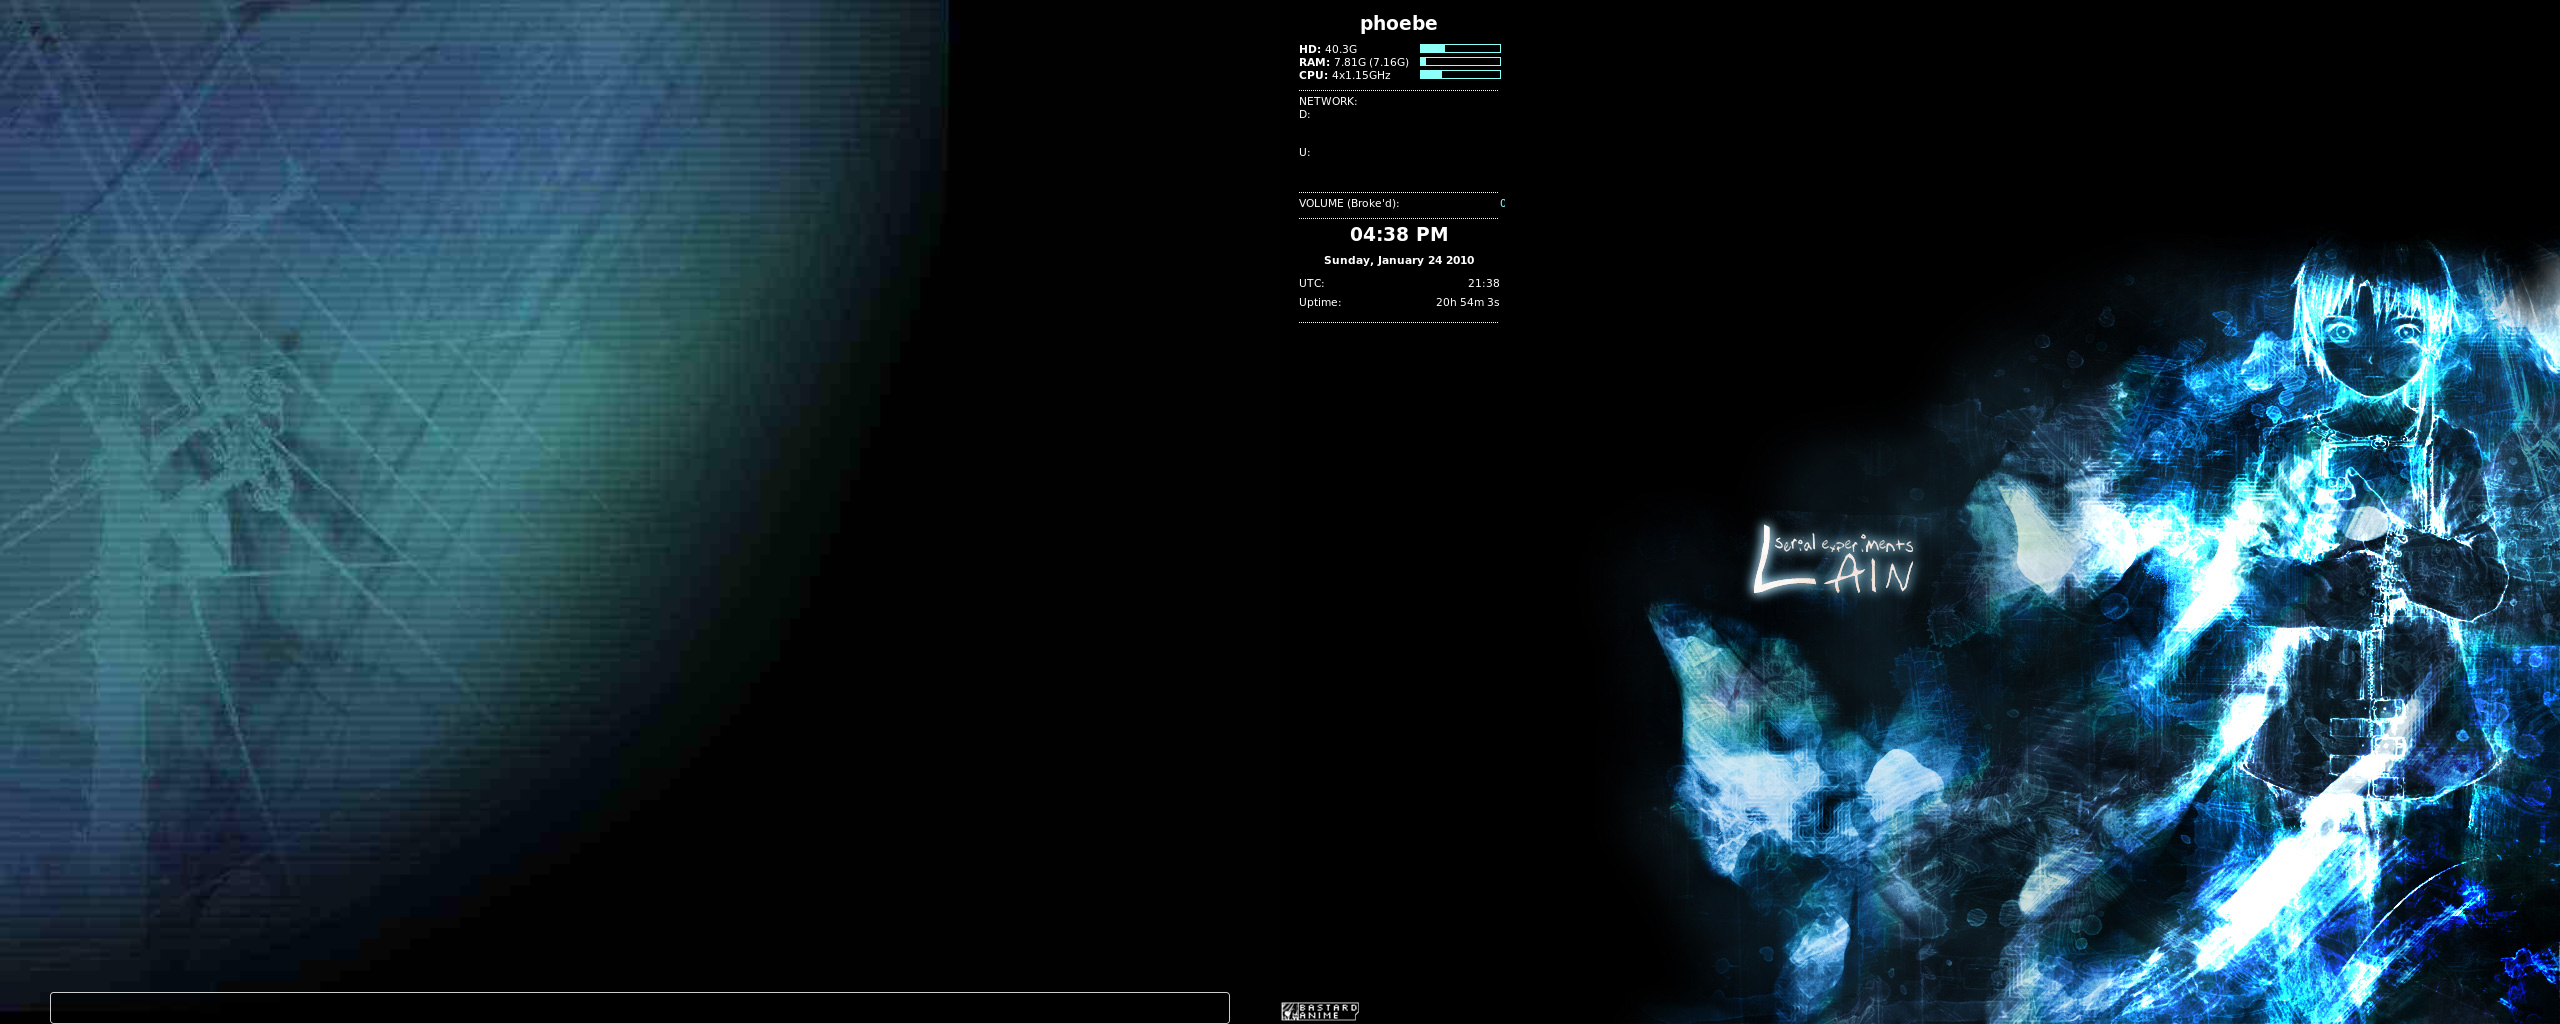 phoebe
HD: 40.3G
RAM: 7.81G (7.16G)
CPU: 4x1.15GHz
NETWORK:
D:
U:
VOLUME (Broke'd): 0
04:38 PM
Sunday, January 24 2010
UTC: 21:38
Uptime: 20h 54m 3s
serial experiments
LAIN
BASTARD
ANIME